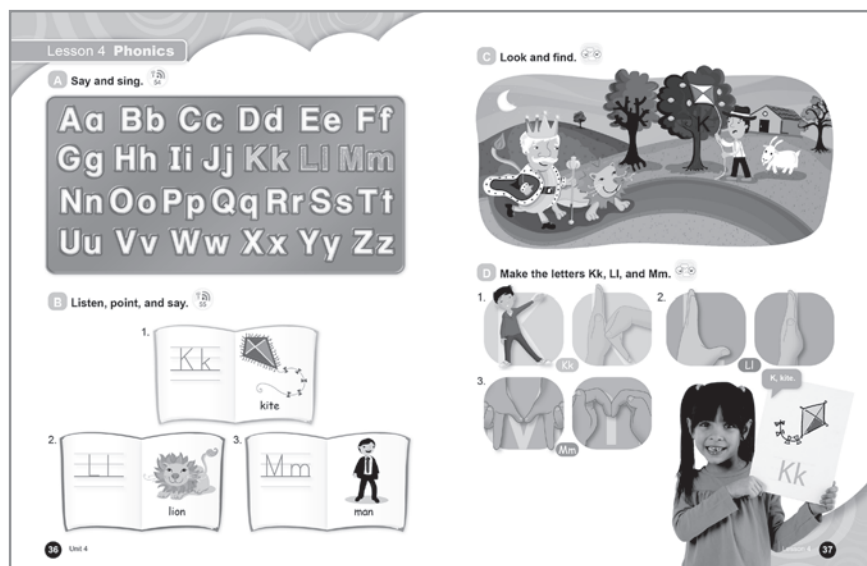 Lesson 4 Phonics
A Say and sing. 54
Aa Bb Cc Dd Ee Ff
Gg Hh Ii Jj Kk Ll Mm
Nn Oo Pp Qq Rr Ss Tt
Uu Vv Ww Xx Yy Zz
B Listen, point, and say. 55
1.
Kk
kite
2.
Ll
lion
3.
Mm
man
36 Unit 4
C Look and find.
K
D Make the letters Kk, Ll, and Mm.
1.
Kk
2.
Ll
3.
Mm
K, kite.
Kk
Lesson 4 37